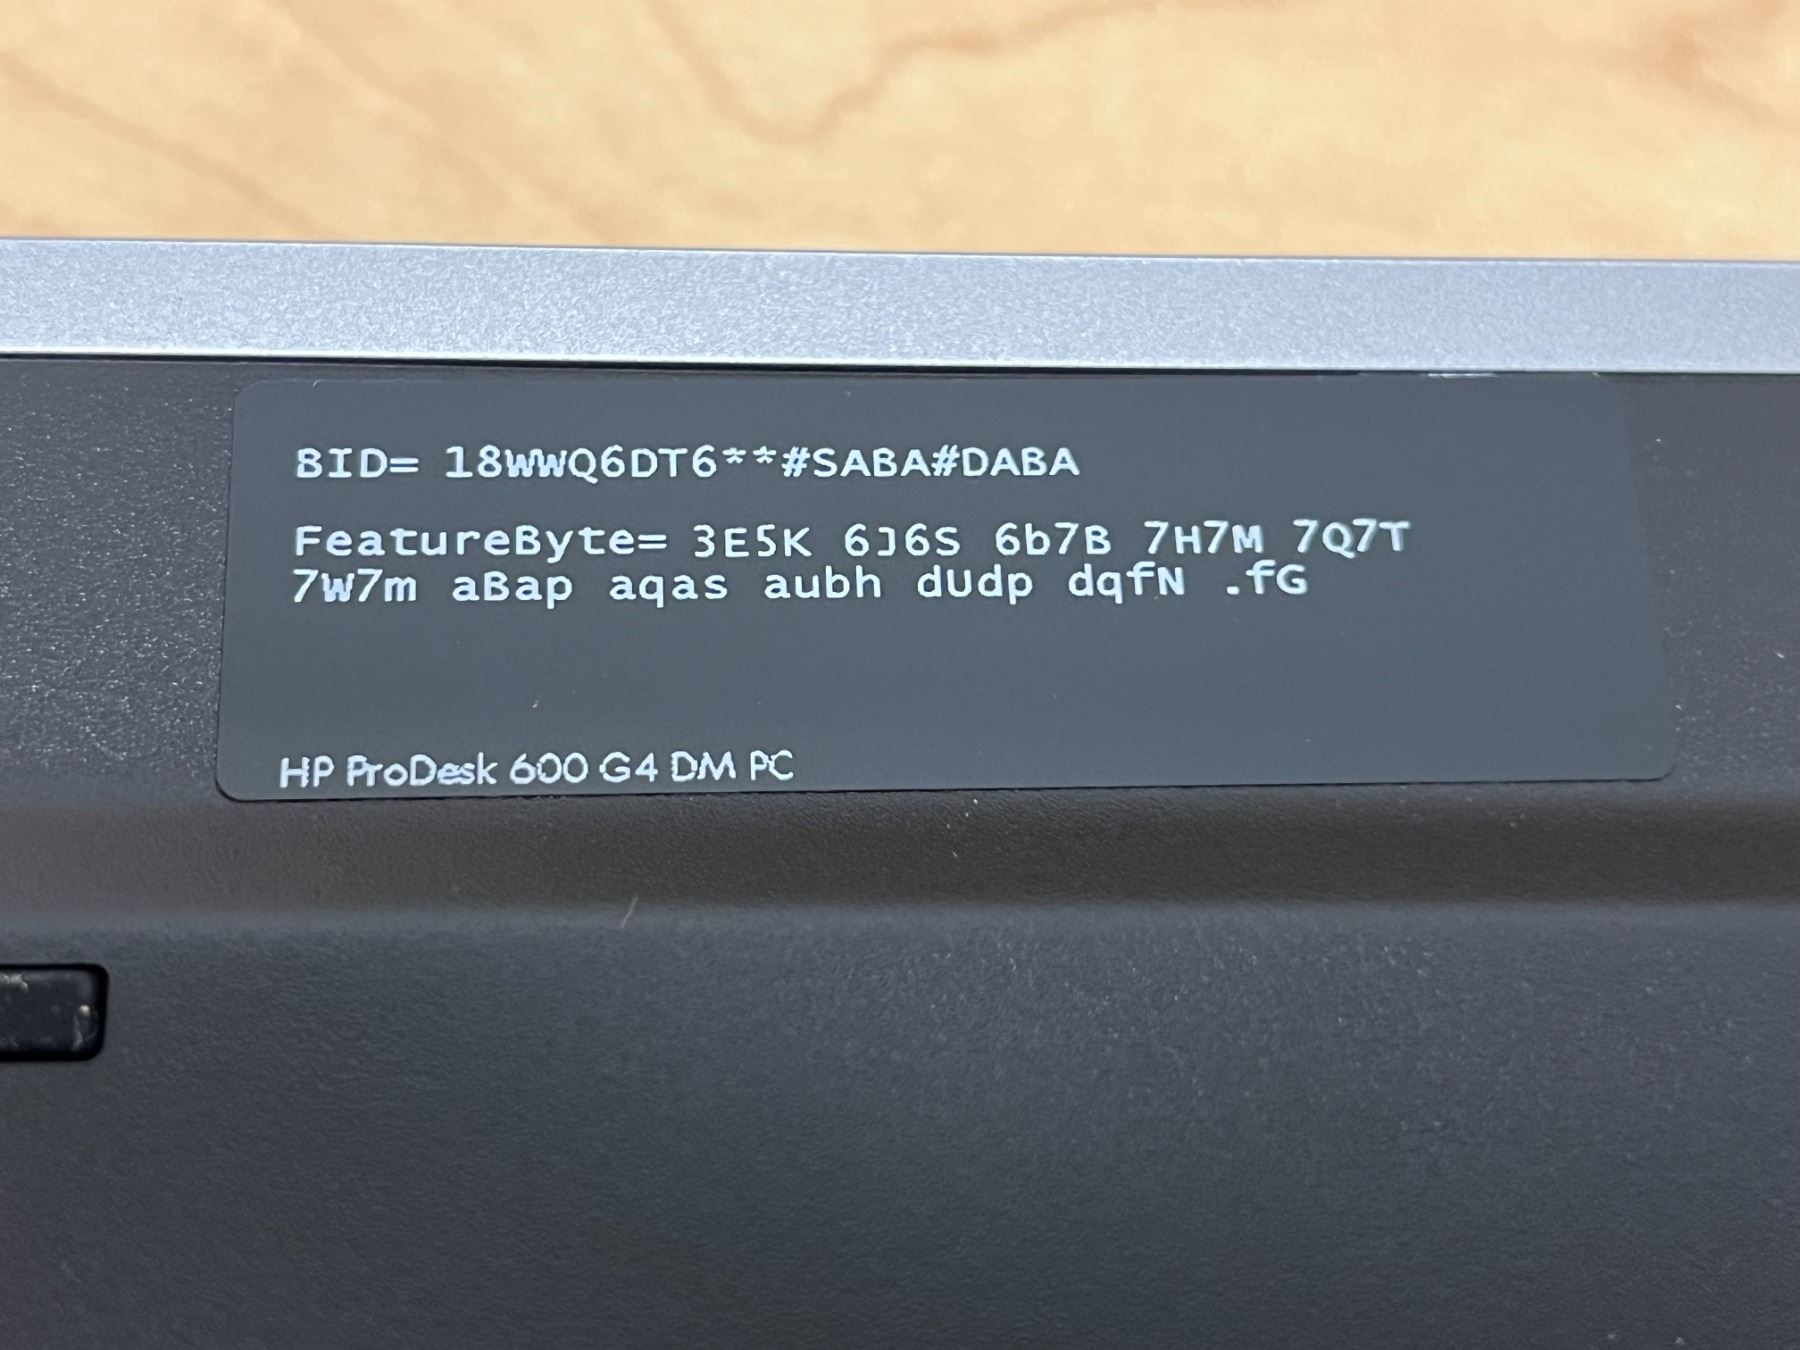 BID= 18WWQ6DT6**#SABA#DABA
FeatureByte= 3E5K 6J6S 6b7B 7H7M 7Q7T
7W7m aBap aqas aubh dUdp dqfN .fG
HP ProDesk 600 G4 DM PC